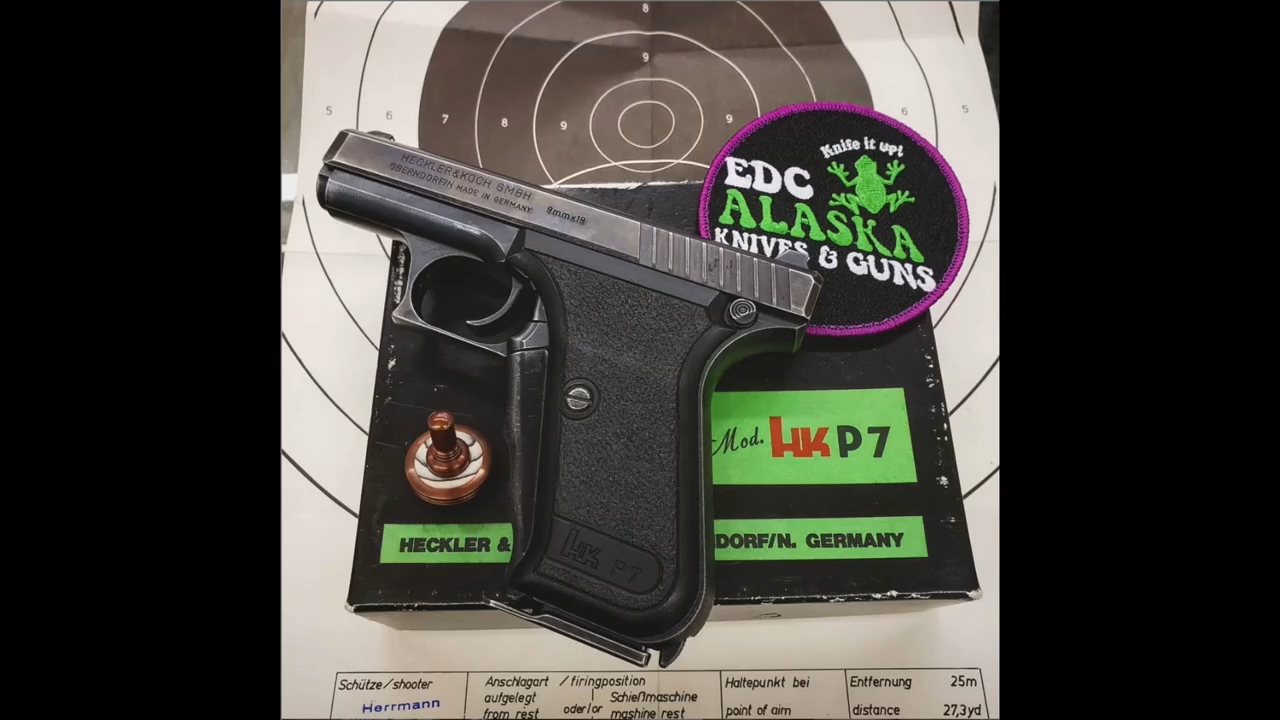 8
9
5
6
7
8
9
9
6
5
Knife it up!
EDC
ALASKA
KNIVES & GUNS
HECKLER & KOCH GMBH
OBERNDORF/N MADE IN GERMANY
9mmx19
Mod. HK P7
HECKLER &
DORF/N. GERMANY
HK P7
Schütze/shooter
Herrmann
Anschlagart / firingposition
aufgelegt
from rest
oder/or
Schießmaschine
mashine rest
Haltepunkt bei
point of aim
Entfernung 25m
distance 27,3yd